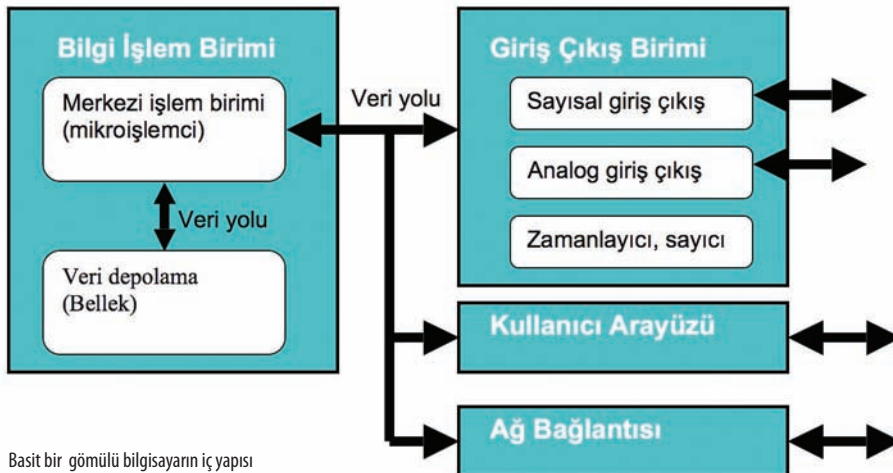 Bilgi İşlem Birimi
Merkezi işlem birimi
(mikroişlemci)
Veri yolu
Veri depolama
(Bellek)
Veri yolu
Giriş Çıkış Birimi
Sayısal giriş çıkış
Analog giriş çıkış
Zamanlayıcı, sayıcı
Kullanıcı Arayüzü
Ağ Bağlantısı
Basit bir gömülü bilgisayarın iç yapısı